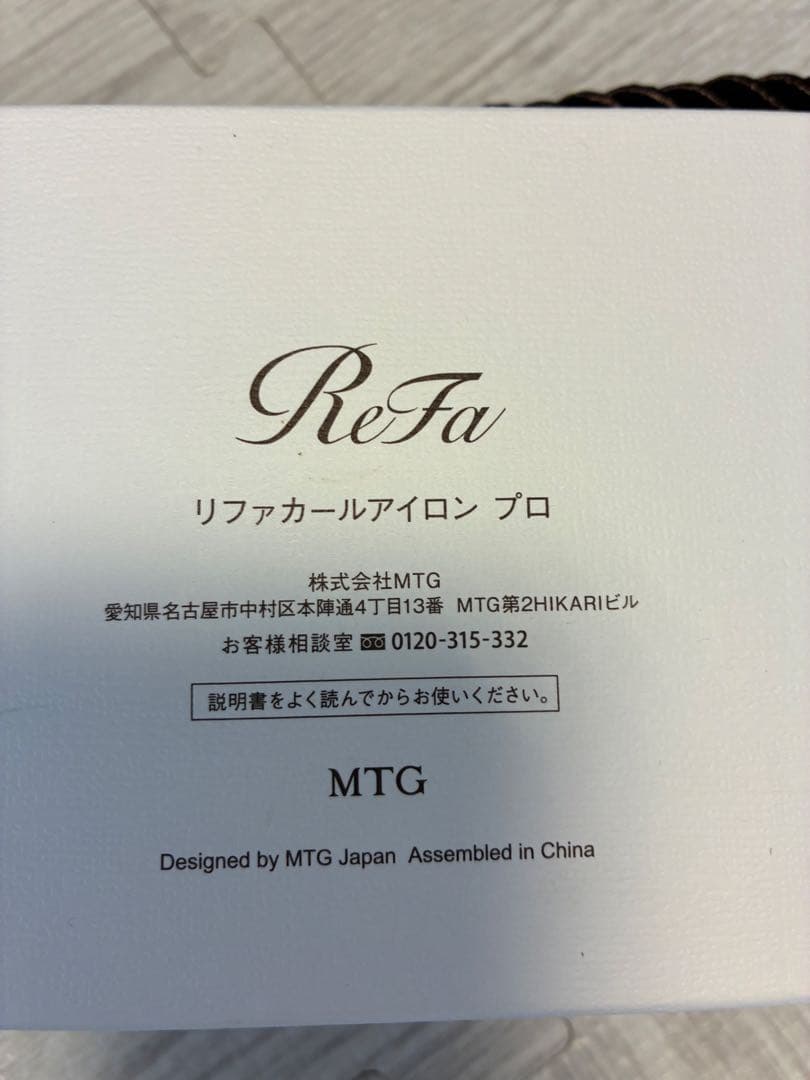 ReFa
リファカールアイロン プロ
株式会社MTG
愛知県名古屋市中村区本陣通4丁目13番 MTG第2HIKARIビル
お客様相談室 0120-315-332
説明書をよく読んでからお使いください。
MTG
Designed by MTG Japan Assembled in China